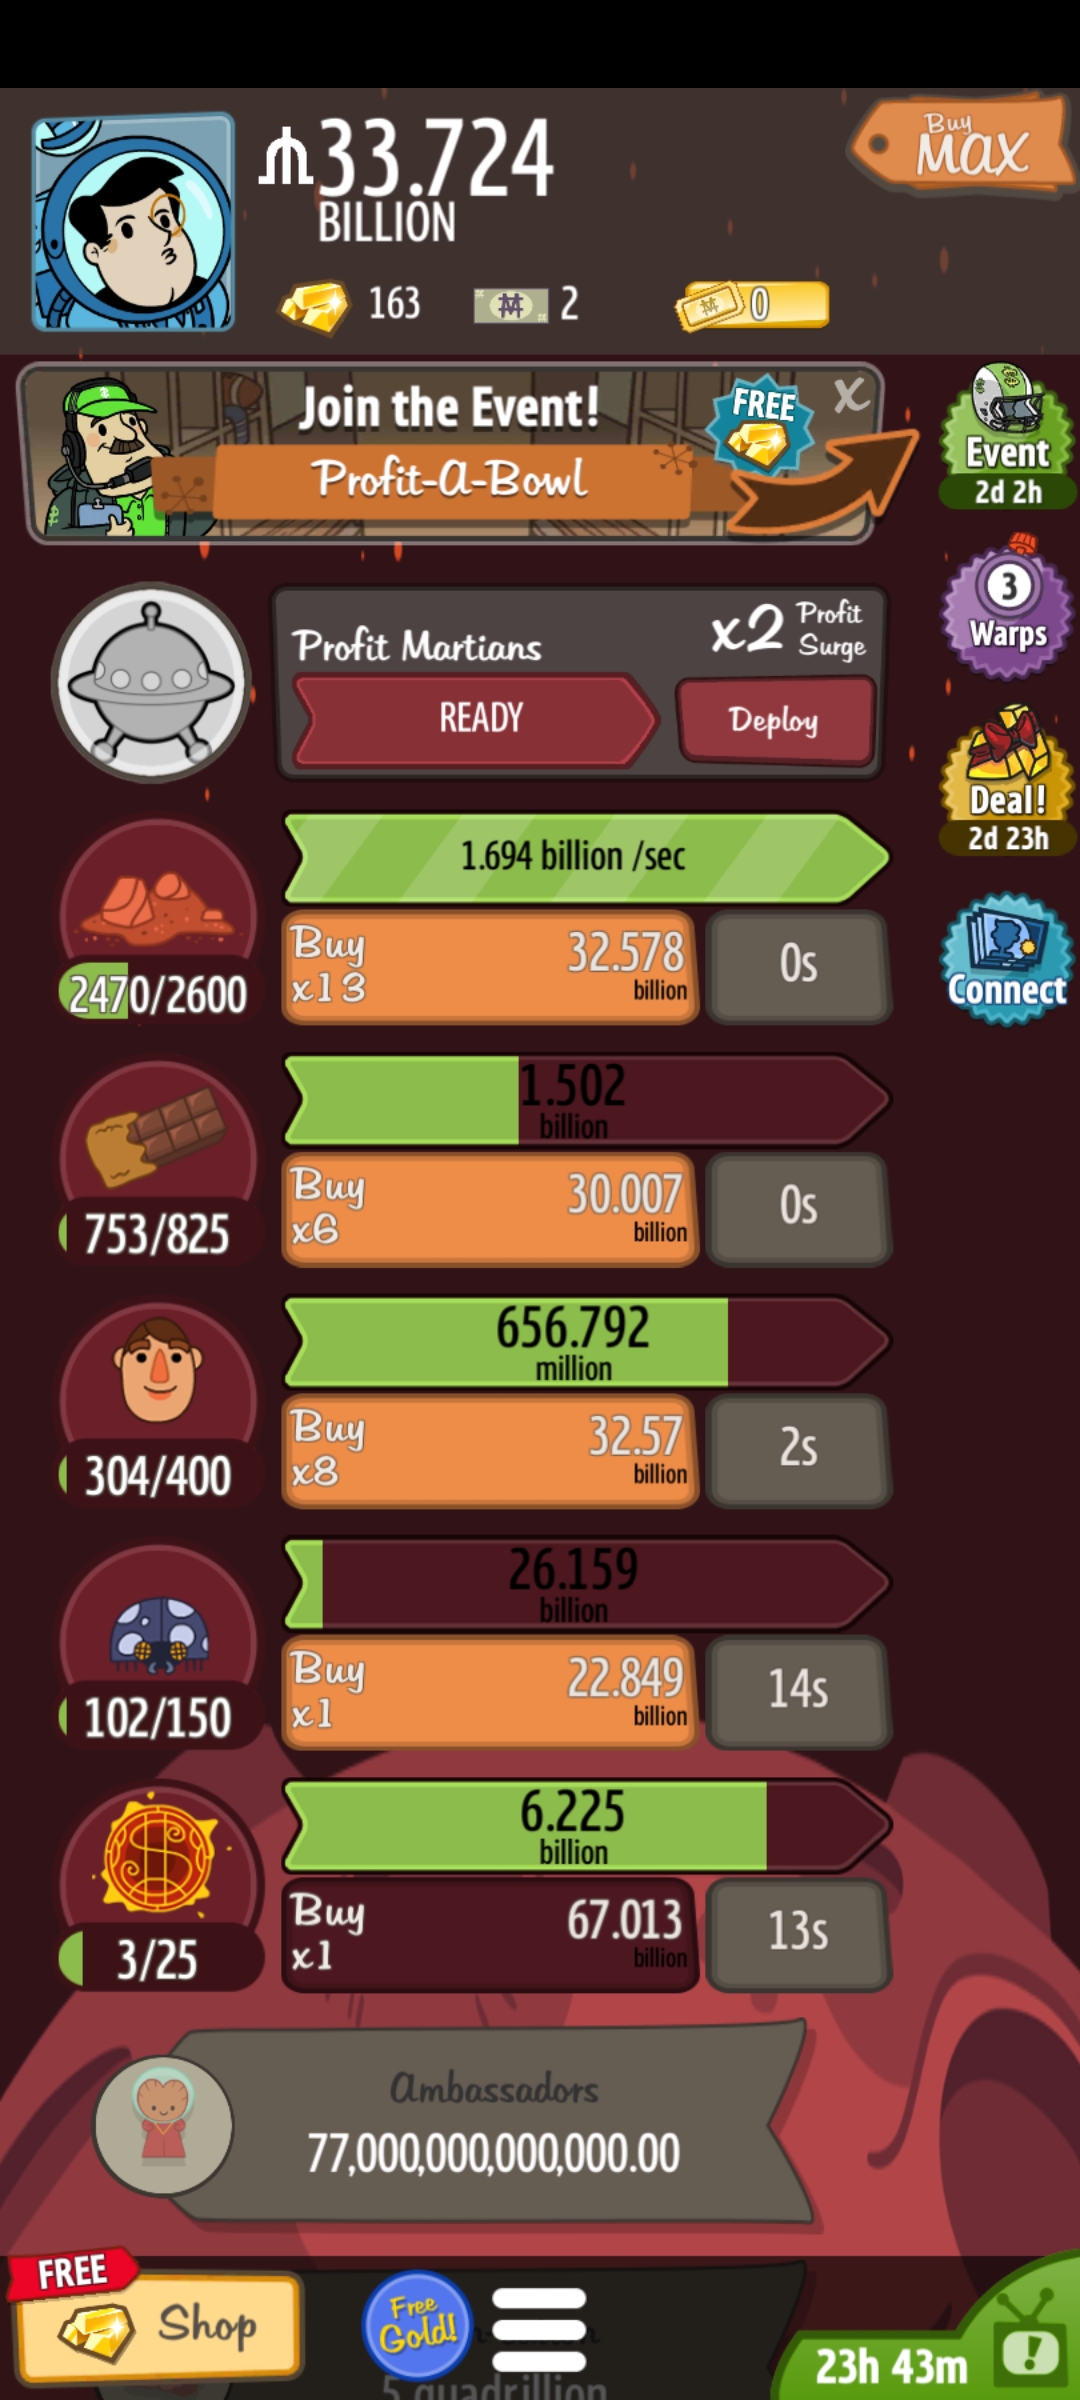 33.724
BILLION
Buy
MAX
163
2
0
Join the Event!
FREE
X
Profit-A-Bowl
Event
2d 2h
3
Warps
Profit Martians
x2 Profit Surge
READY
Deploy
Deal!
2d 23h
1.694 billion /sec
Buy
x13
32.578
billion
0s
2470/2600
Connect
1.502
billion
Buy
x6
30.007
billion
0s
753/825
656.792
million
Buy
x8
32.57
billion
2s
304/400
26.159
billion
Buy
x1
22.849
billion
14s
102/150
6.225
billion
Buy
x1
67.013
billion
13s
3/25
Ambassadors
77,000,000,000,000.00
FREE
Shop
Free
Gold!
5 quadrillion
23h 43m